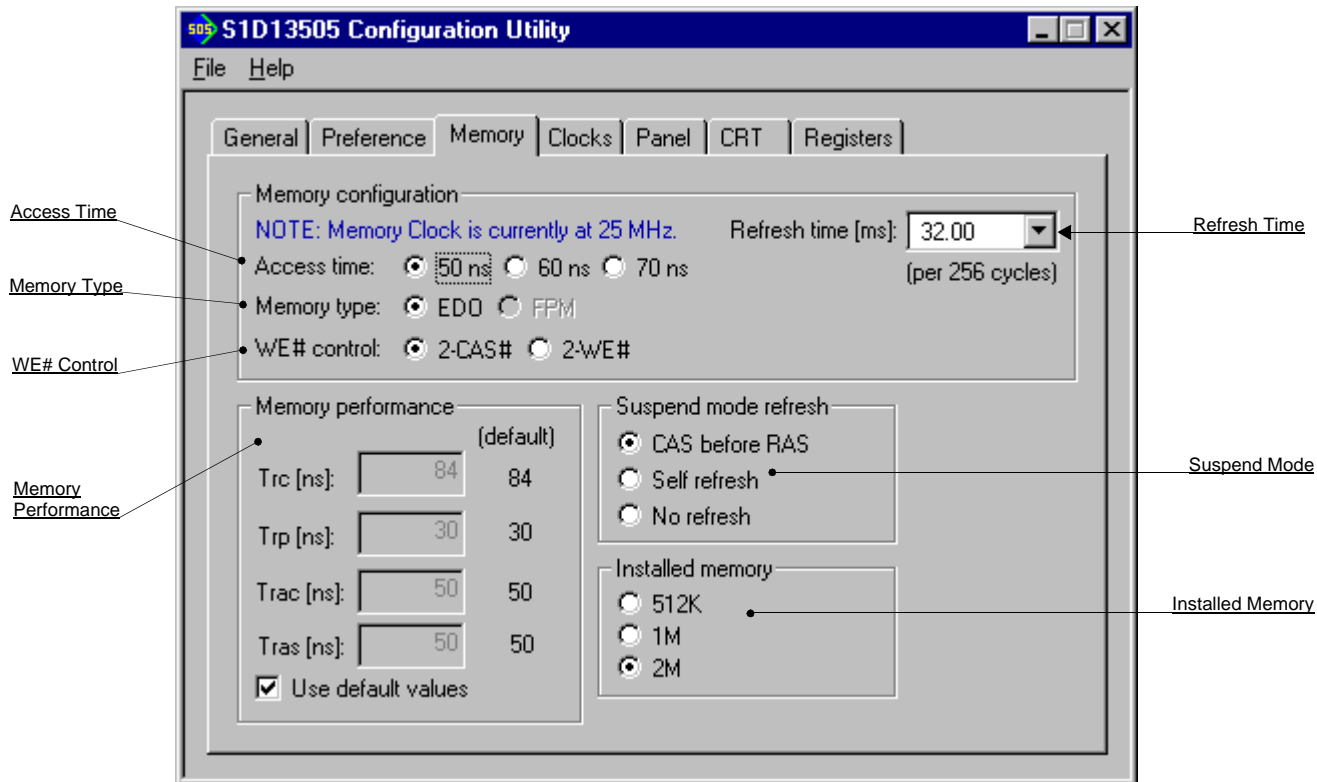 505 S1D13505 Configuration Utility
File Help
General Preference Memory Clocks Panel CRT Registers
Memory configuration
NOTE: Memory Clock is currently at 25 MHz. Refresh time [ms]: 32.00
Access time: 50 ns 60 ns 70 ns (per 256 cycles)
Memory type: EDO FPM
WE# control: 2-CAS# 2-WE#
Memory performance
(default)
Trc [ns]: 84 84
Trp [ns]: 30 30
Trac [ns]: 50 50
Tras [ns]: 50 50
Use default values
Suspend mode refresh
CAS before RAS
Self refresh
No refresh
Installed memory
512K
1M
2M
Access Time
Memory Type
WE# Control
Memory
Performance
Refresh Time
Suspend Mode
Installed Memory